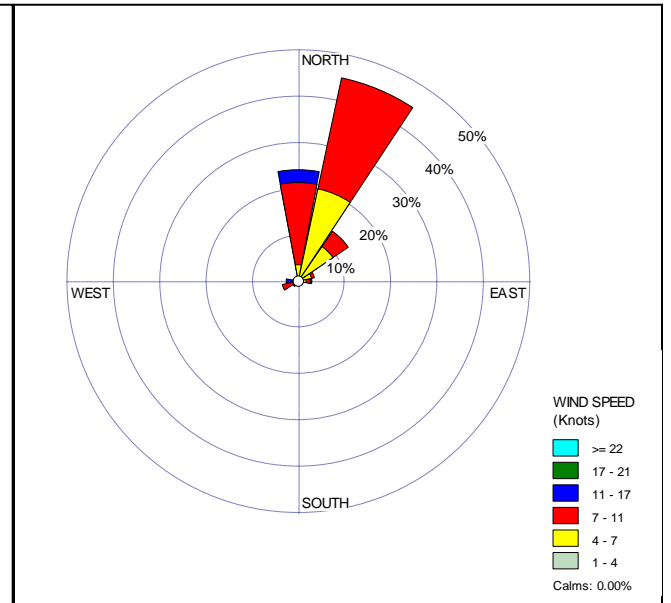 NORTH
50%
40%
30%
20%
10%
WEST
EAST
SOUTH
WIND SPEED
(Knots)
>= 22
17 - 21
11 - 17
7 - 11
4 - 7
1 - 4
Calms: 0.00%